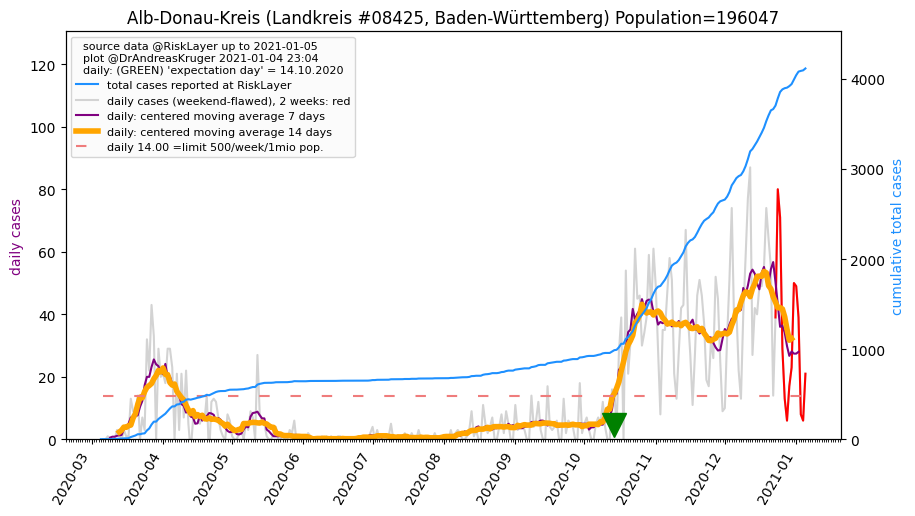 Alb-Donau-Kreis (Landkreis #08425, Baden-Württemberg) Population=196047
source data @RiskLayer up to 2021-01-05
plot @DrAndreasKruger 2021-01-04 23:04
daily: (GREEN) 'expectation day' = 14.10.2020
total cases reported at RiskLayer
daily cases (weekend-flawed), 2 weeks: red
daily: centered moving average 7 days
daily: centered moving average 14 days
daily 14.00 =limit 500/week/1mio pop.
daily cases
120
100
80
60
40
20
0
cumulative total cases
4000
3000
2000
1000
0
2020-03
2020-04
2020-05
2020-06
2020-07
2020-08
2020-09
2020-10
2020-11
2020-12
2021-01